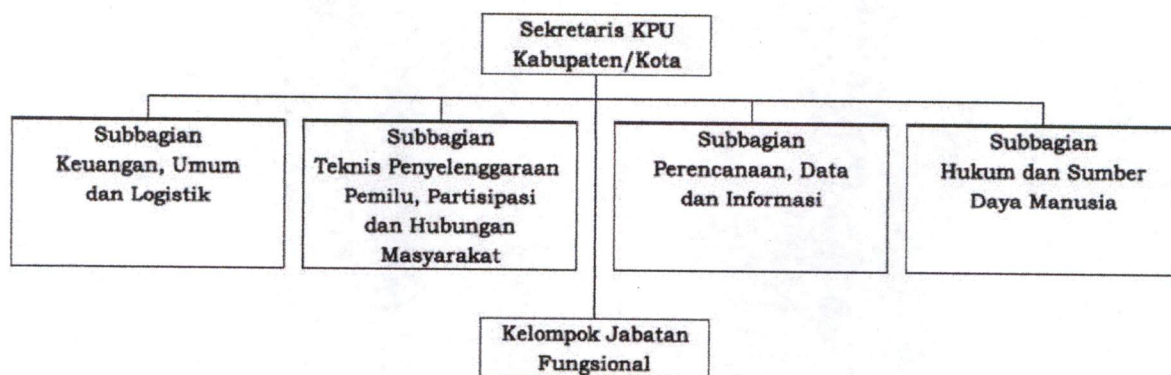 Sekretaris KPU
Kabupaten/Kota
Subbagian
Keuangan, Umum
dan Logistik
Subbagian
Teknis Penyelenggaraan
Pemilu, Partisipasi
dan Hubungan
Masyarakat
Subbagian
Perencanaan, Data
dan Informasi
Subbagian
Hukum dan Sumber
Daya Manusia
Kelompok Jabatan
Fungsional